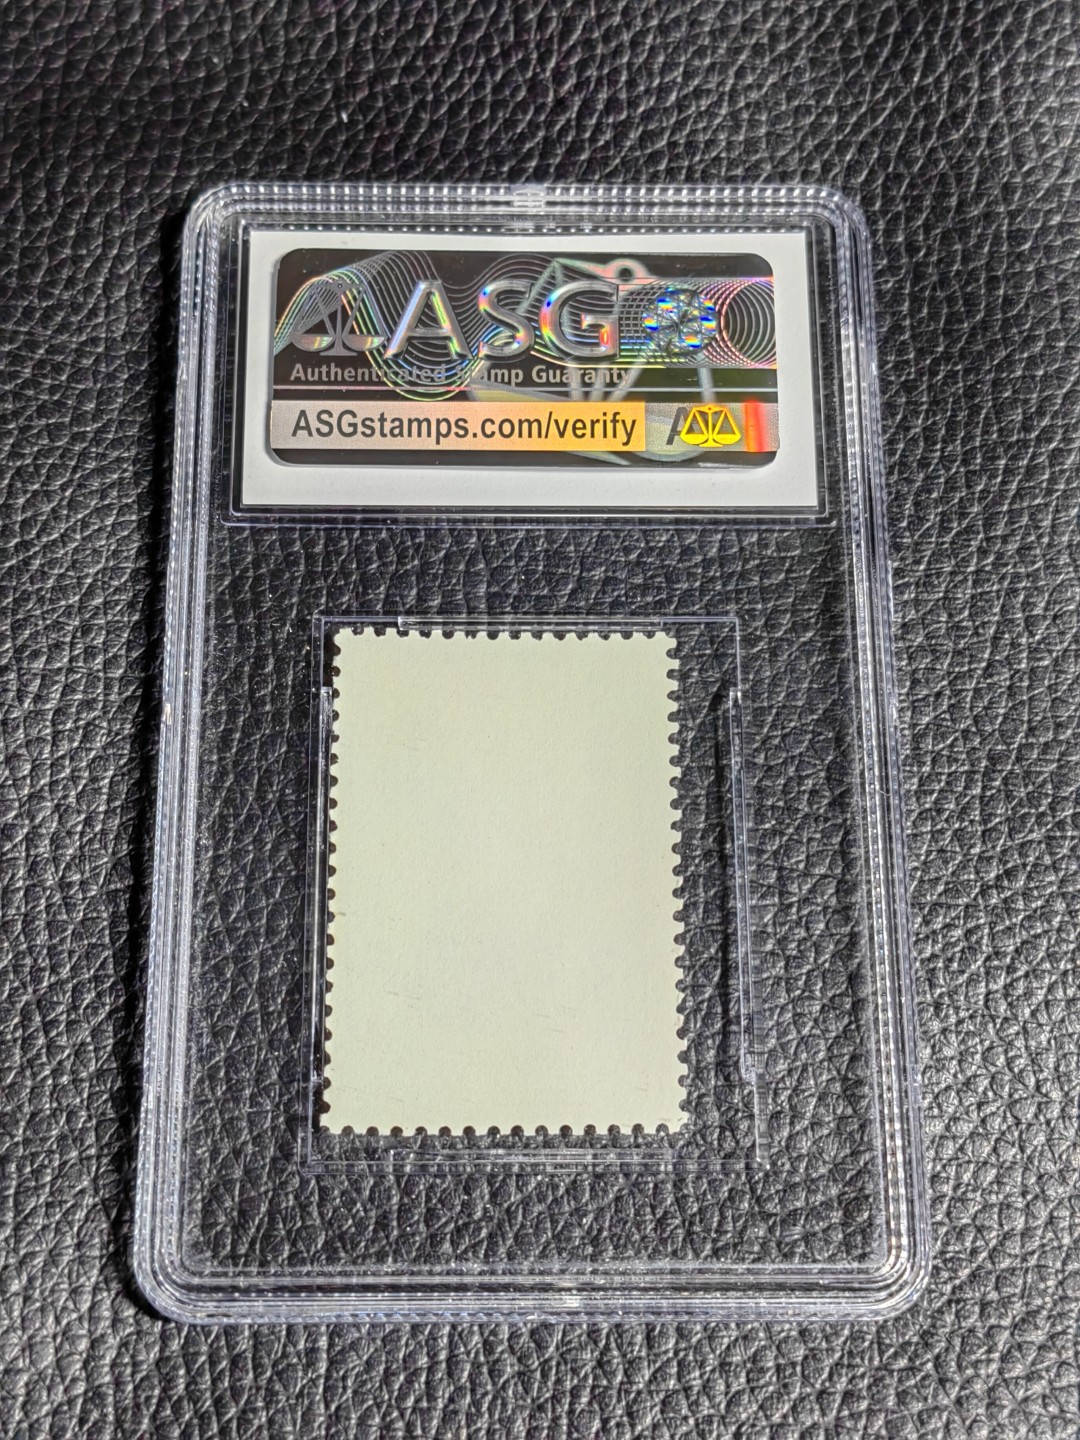 ASG
Authenticated Stamp Guaranty
ASGstamps.com/verify